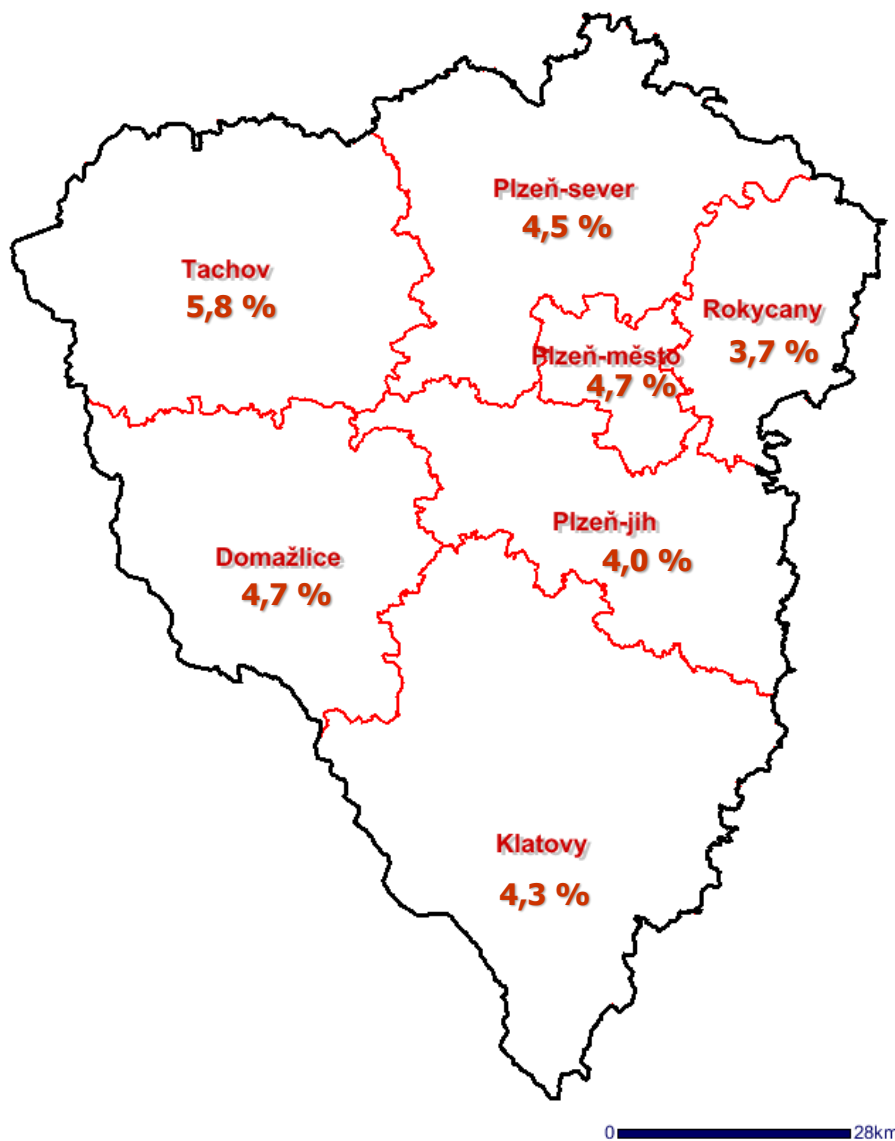 Plzeň-sever
4,5 %
Tachov
5,8 %
Rokycany
3,7 %
Plzeň-město
4,7 %
Plzeň-jih
4,0 %
Domažlice
4,7 %
Klatovy
4,3 %
0 28km